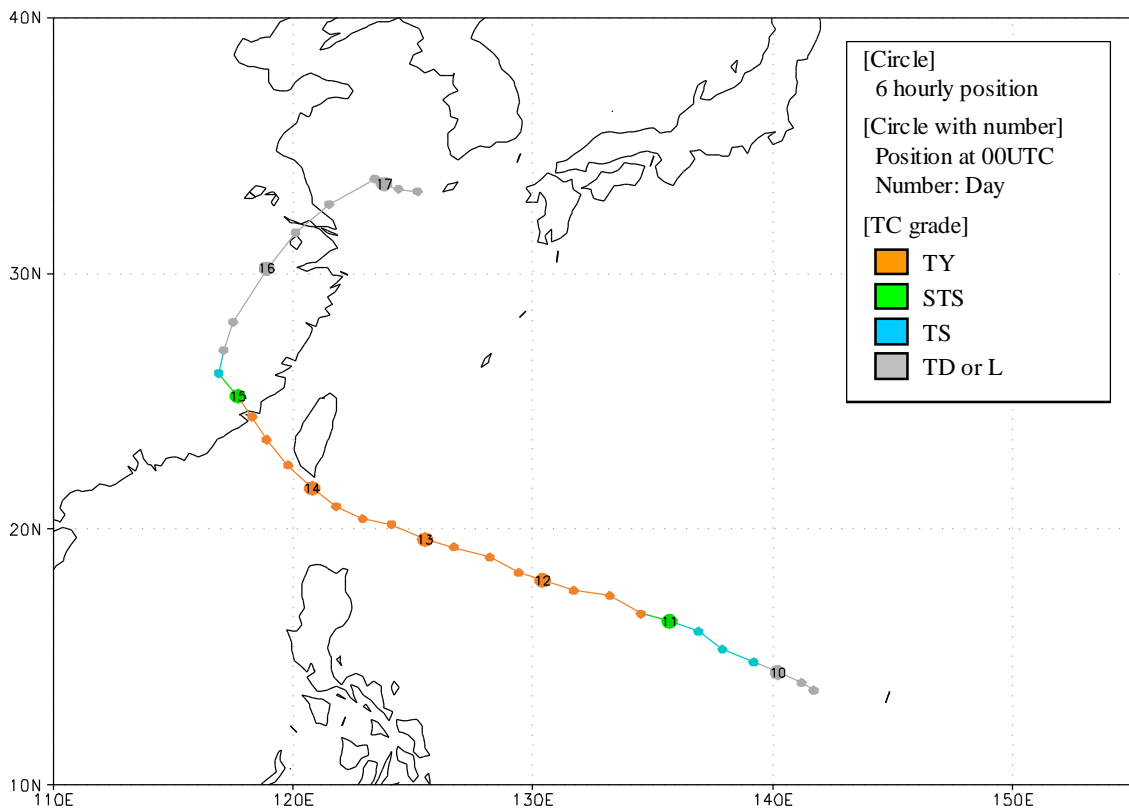 40N
[Circle]
6 hourly position
[Circle with number]
Position at 00UTC
Number: Day
[TC grade]
TY
STS
TS
TD or L
17
16
30N
15
14
13
20N
12
11
10
10N
110E 120E 130E 140E 150E